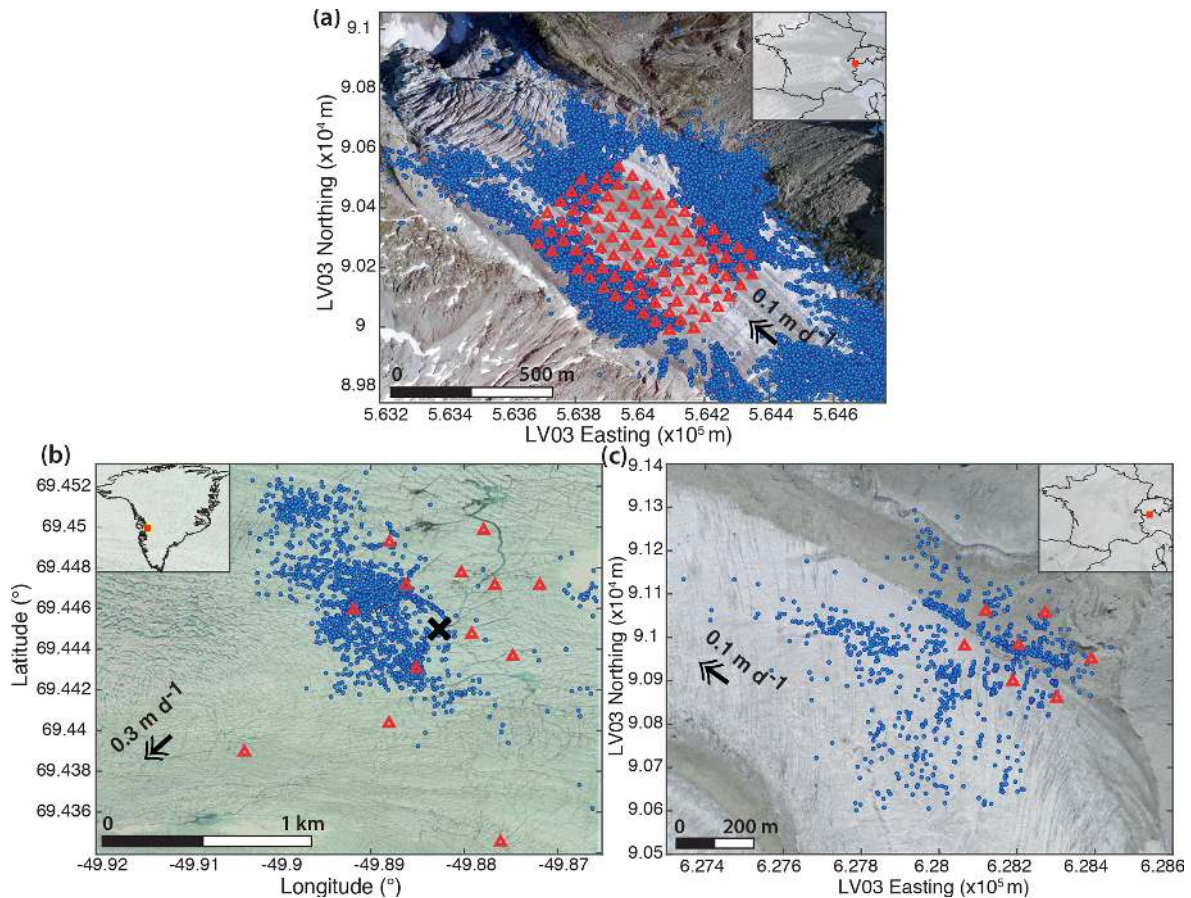 (a)
9.1
9.08
9.06
9.04
9.02
9
8.98
LV03 Northing (x10⁴ m)
0.1 m d⁻¹
0 500 m
5.632 5.634 5.636 5.638 5.64 5.642 5.644 5.646
LV03 Easting (x10⁵ m)
(b)
69.452
69.45
69.448
69.446
69.444
69.442
69.44
69.438
69.436
Latitude (°)
0.3 m d⁻¹
0 1 km
-49.92 -49.91 -49.9 -49.89 -49.88 -49.87
Longitude (°)
(c)
9.14
9.13
9.12
9.11
9.10
9.09
9.08
9.07
9.06
9.05
LV03 Northing (x10⁴ m)
0.1 m d⁻¹
0 200 m
6.274 6.276 6.278 6.28 6.282 6.284 6.286
LV03 Easting (x10⁵ m)